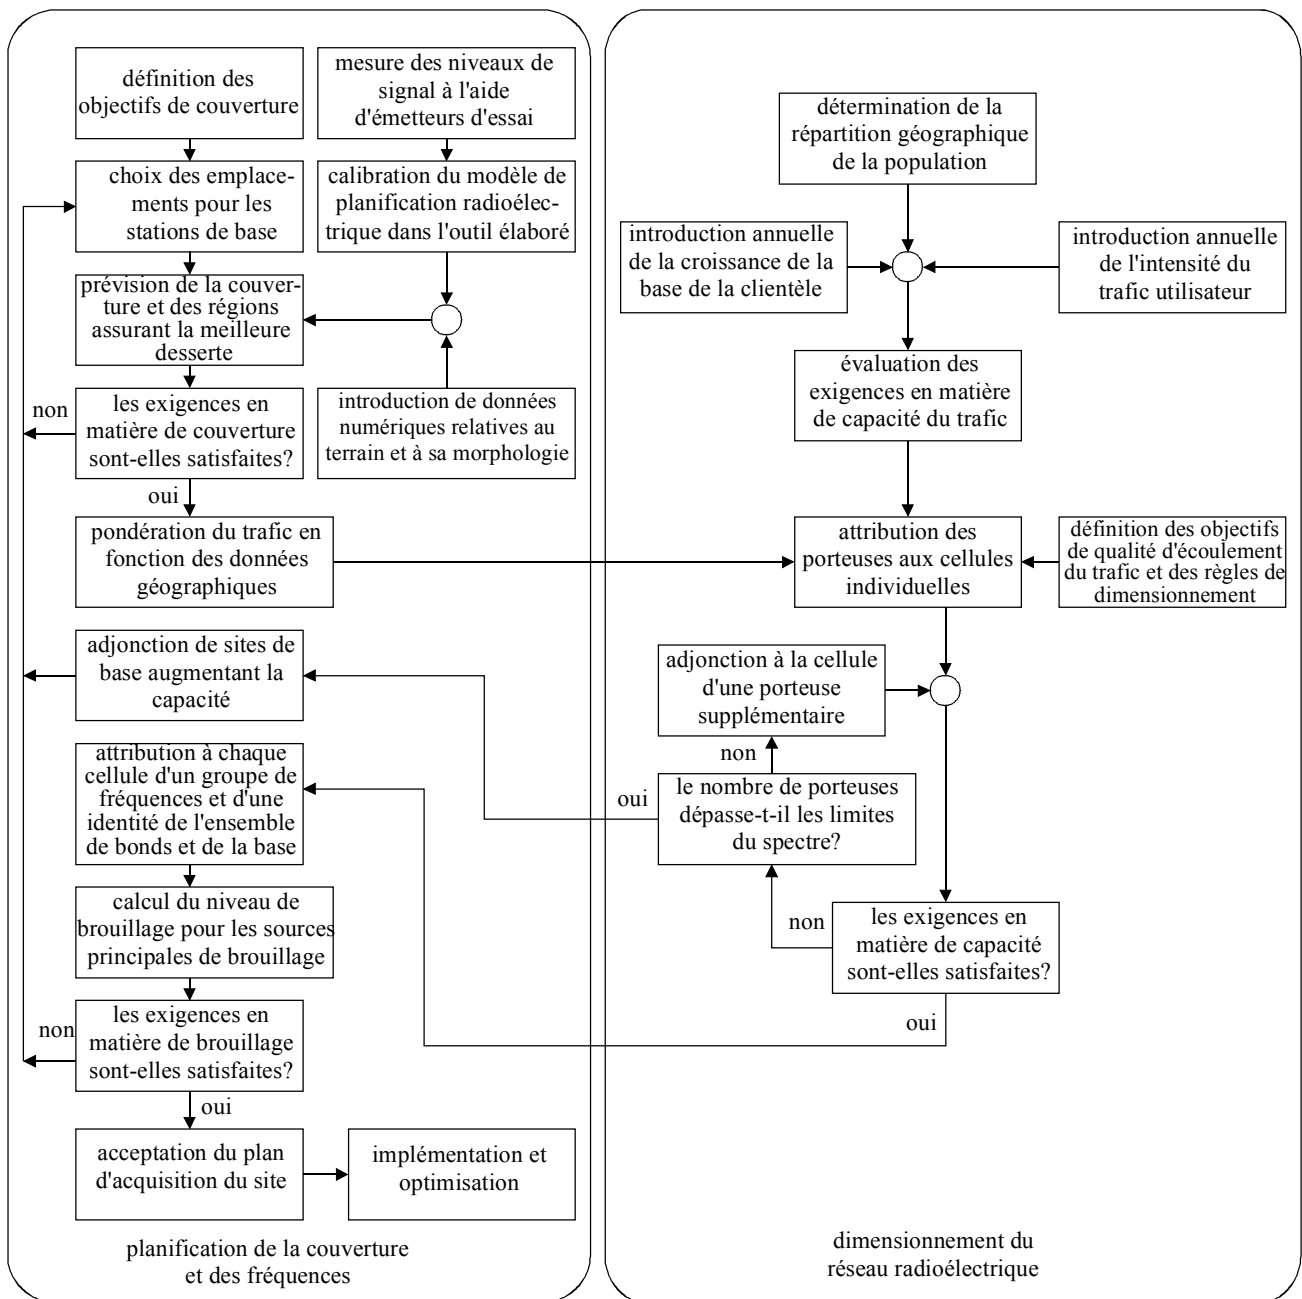 définition des
objectifs de couverture
mesure des niveaux de
signal à l'aide
d'émetteurs d'essai
choix des emplace-
ments pour les
stations de base
calibration du modèle de
planification radioélec-
trique dans l'outil élaboré
prévision de la couver-
ture et des régions
assurant la meilleure
desserte
non
les exigences en
matière de couverture
sont-elles satisfaites?
introduction de données
numériques relatives au
terrain et à sa morphologie
oui
pondération du trafic en
fonction des données
géographiques
adjonction de sites de
base augmentant la
capacité
attribution à chaque
cellule d'un groupe de
fréquences et d'une
identité de l'ensemble
de bonds et de la base
calcul du niveau de
brouillage pour les sources
principales de brouillage
non
les exigences en
matière de brouillage
sont-elles satisfaites?
oui
acceptation du plan
d'acquisition du site
implémentation et
optimisation
planification de la couverture
et des fréquences
détermination de la
répartition géographique
de la population
introduction annuelle
de la croissance de la
base de la clientèle
introduction annuelle
de l'intensité du
trafic utilisateur
évaluation des
exigences en matière
de capacité du trafic
attribution des
porteuses aux cellules
individuelles
définition des objectifs
de qualité d'écoulement
du trafic et des règles de
dimensionnement
adjonction à la cellule
d'une porteuse
supplémentaire
non
oui
le nombre de porteuses
dépasse-t-il les limites
du spectre?
non
les exigences en
matière de capacité
sont-elles satisfaites?
oui
dimensionnement du
réseau radioélectrique